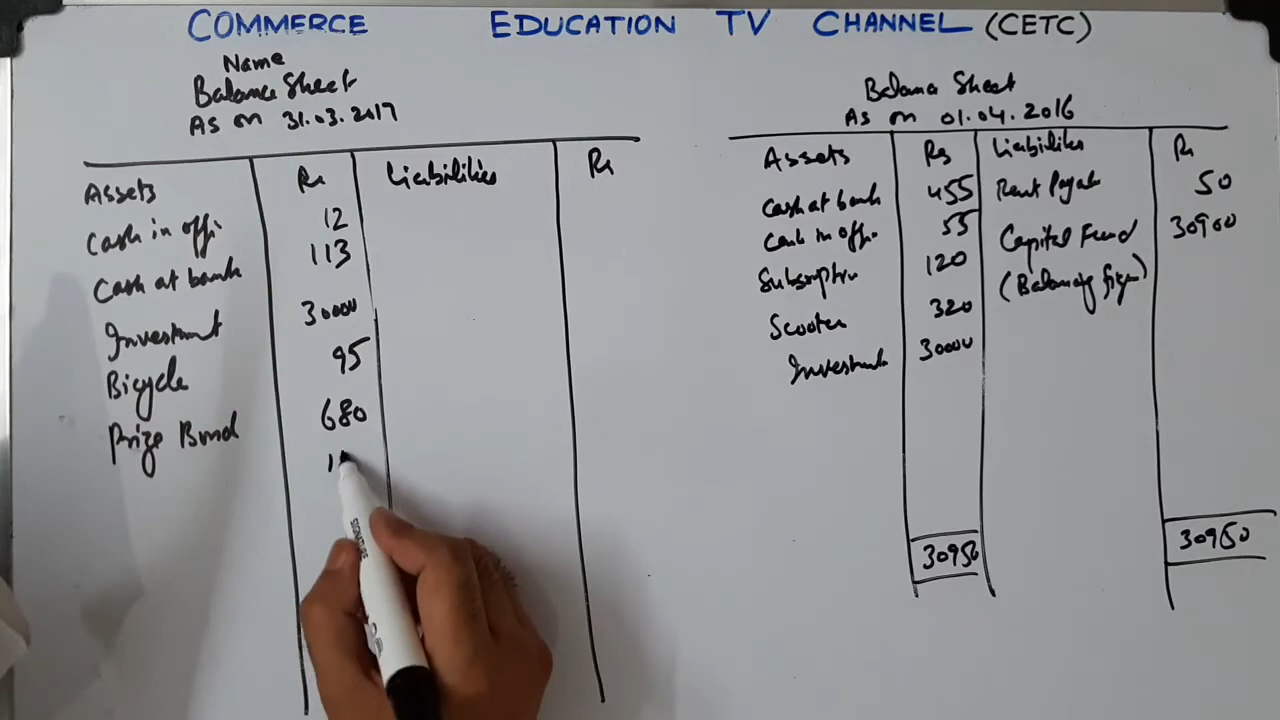 COMMERCE EDUCATION TV CHANNEL (CETC)
Name
Balance Sheet
As on 31.03.2017
Assets Rs Liabilities Rs
Cash in offi 12
Cash at bank 113
Investment 30000
Bicycle 95
Prize Bond 680
Balance Sheet
As on 01.04.2016
Assets Rs Liabilities Rs
Cash at bank 455 Rent Payab 50
Cash in offi 55 Capital Fund 30900
Subscription 120 (Balancing figu)
Scooter 320
Investment 30000
30950 30950
SIGNATURE